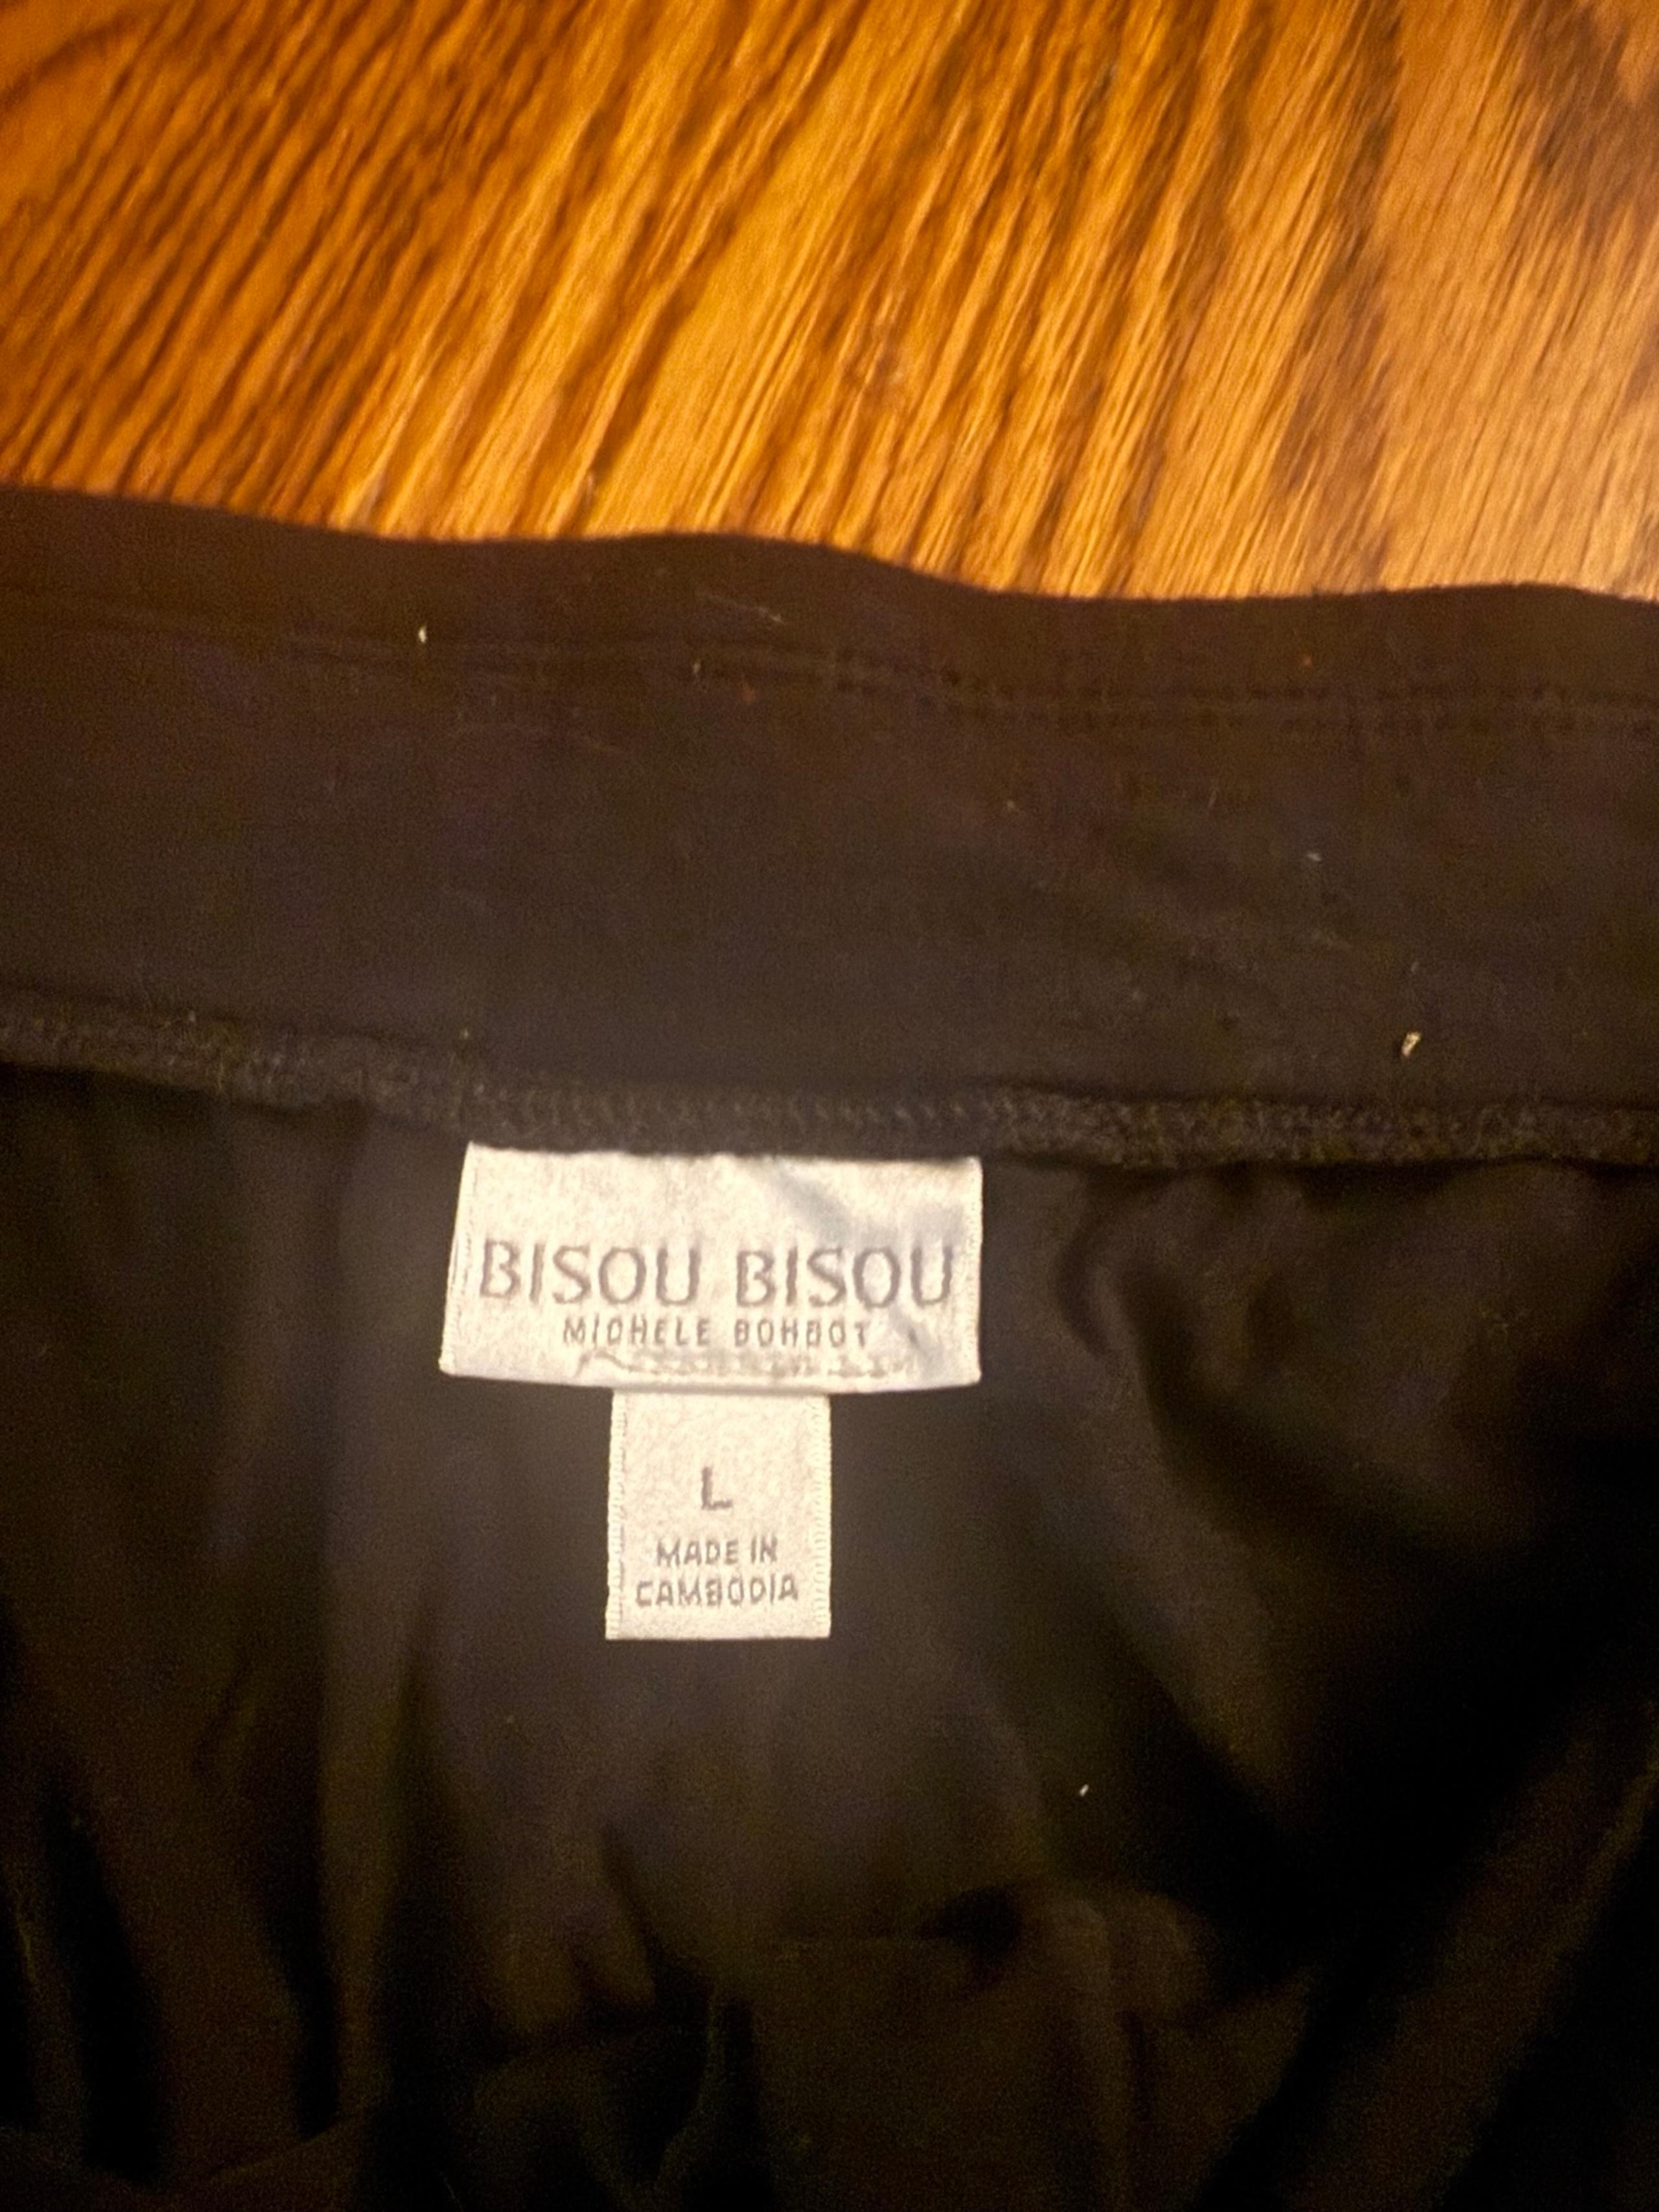 BISOU BISOU
MICHELE BOHBOT
L
MADE IN
CAMBODIA